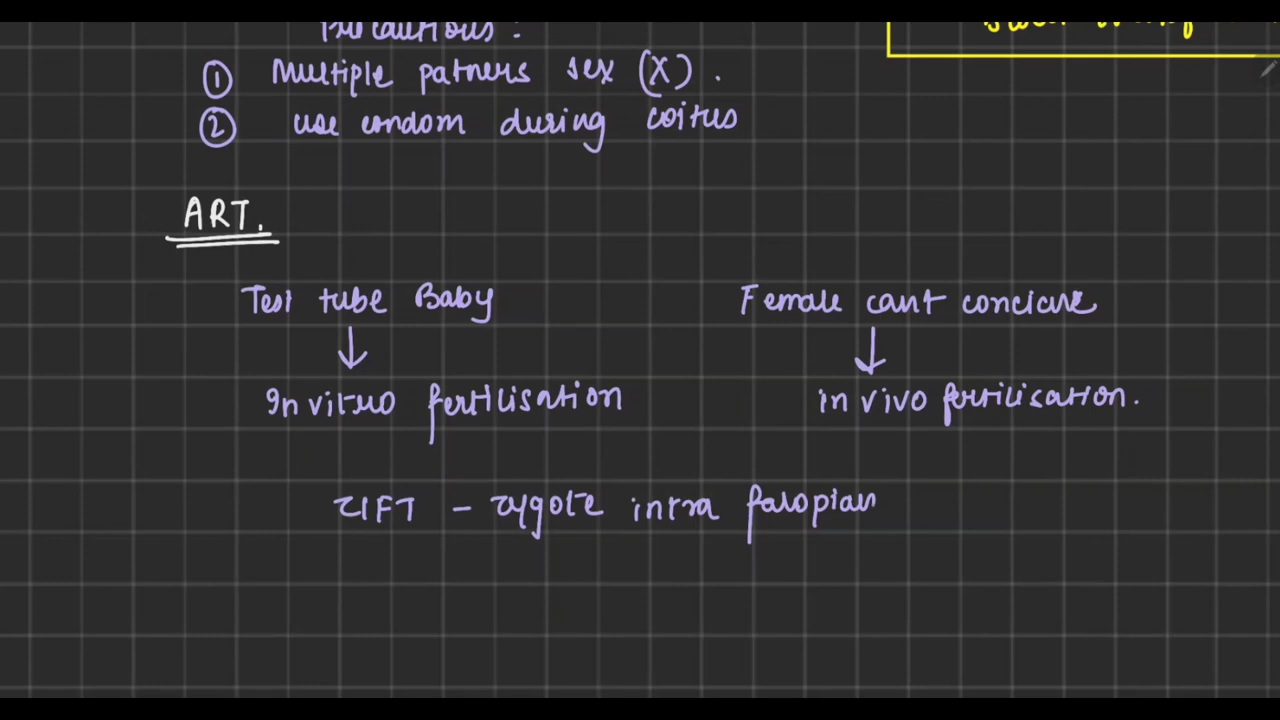 Precautions :
① Multiple patners sex (X) .
② use condom during coitus
ART.
Test tube Baby
Female cant concieve
In vitro fertilisation
in vivo fertilisation.
ZIFT - zygote intra falopian